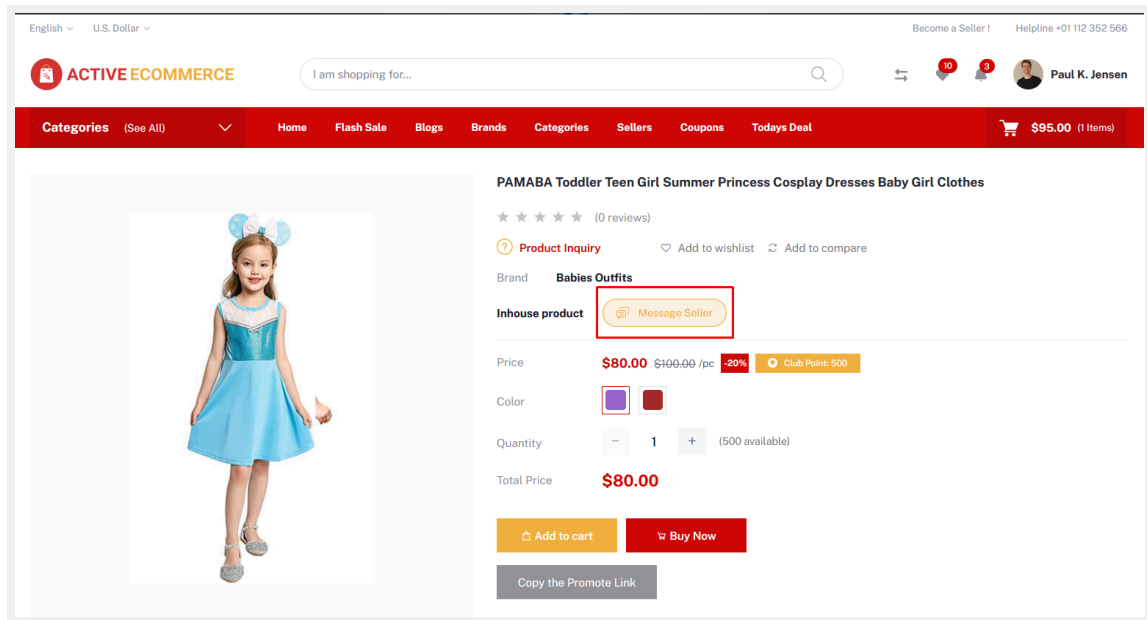 English U.S. Dollar Become a Seller ! Helpline +01 112 352 566
ACTIVE ECOMMERCE I am shopping for... 10 3 Paul K. Jensen
Categories (See All) Home Flash Sale Blogs Brands Categories Sellers Coupons Todays Deal $95.00 (1 Items)
PAMABA Toddler Teen Girl Summer Princess Cosplay Dresses Baby Girl Clothes
(0 reviews)
? Product Inquiry Add to wishlist Add to compare
Brand Babies Outfits
Inhouse product Message Seller
Price $80.00 $100.00 /pc -20% Club Point: 500
Color
Quantity − 1 + (500 available)
Total Price $80.00
Add to cart Buy Now
Copy the Promote Link